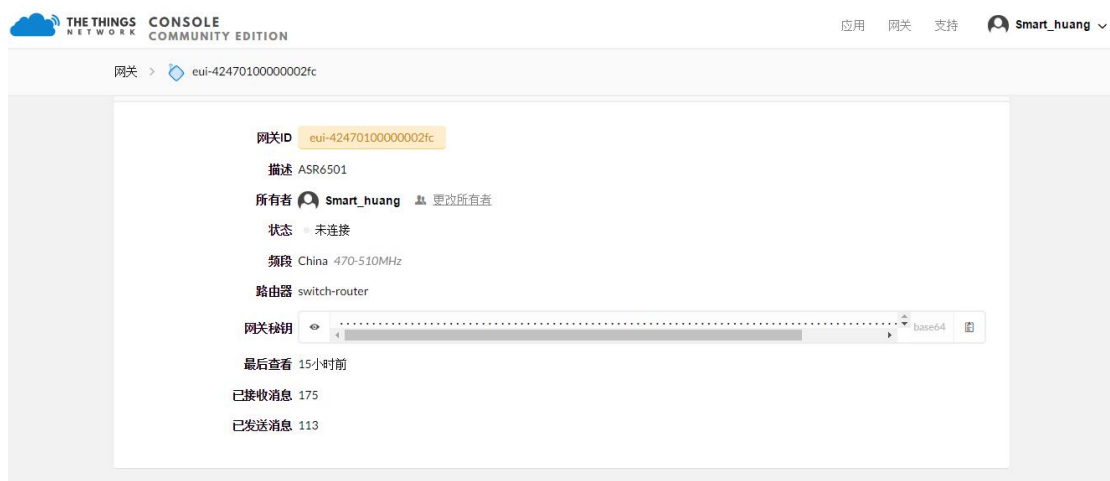 THE THINGS NETWORK CONSOLE COMMUNITY EDITION
应用 网关 支持 Smart_huang
网关 > eui-42470100000002fc
网关ID eui-42470100000002fc
描述 ASR6501
所有者 Smart_huang 更改所有者
状态 未连接
频段 China 470-510MHz
路由器 switch-router
网关秘钥 base64
最后查看 15小时前
已接收消息 175
已发送消息 113